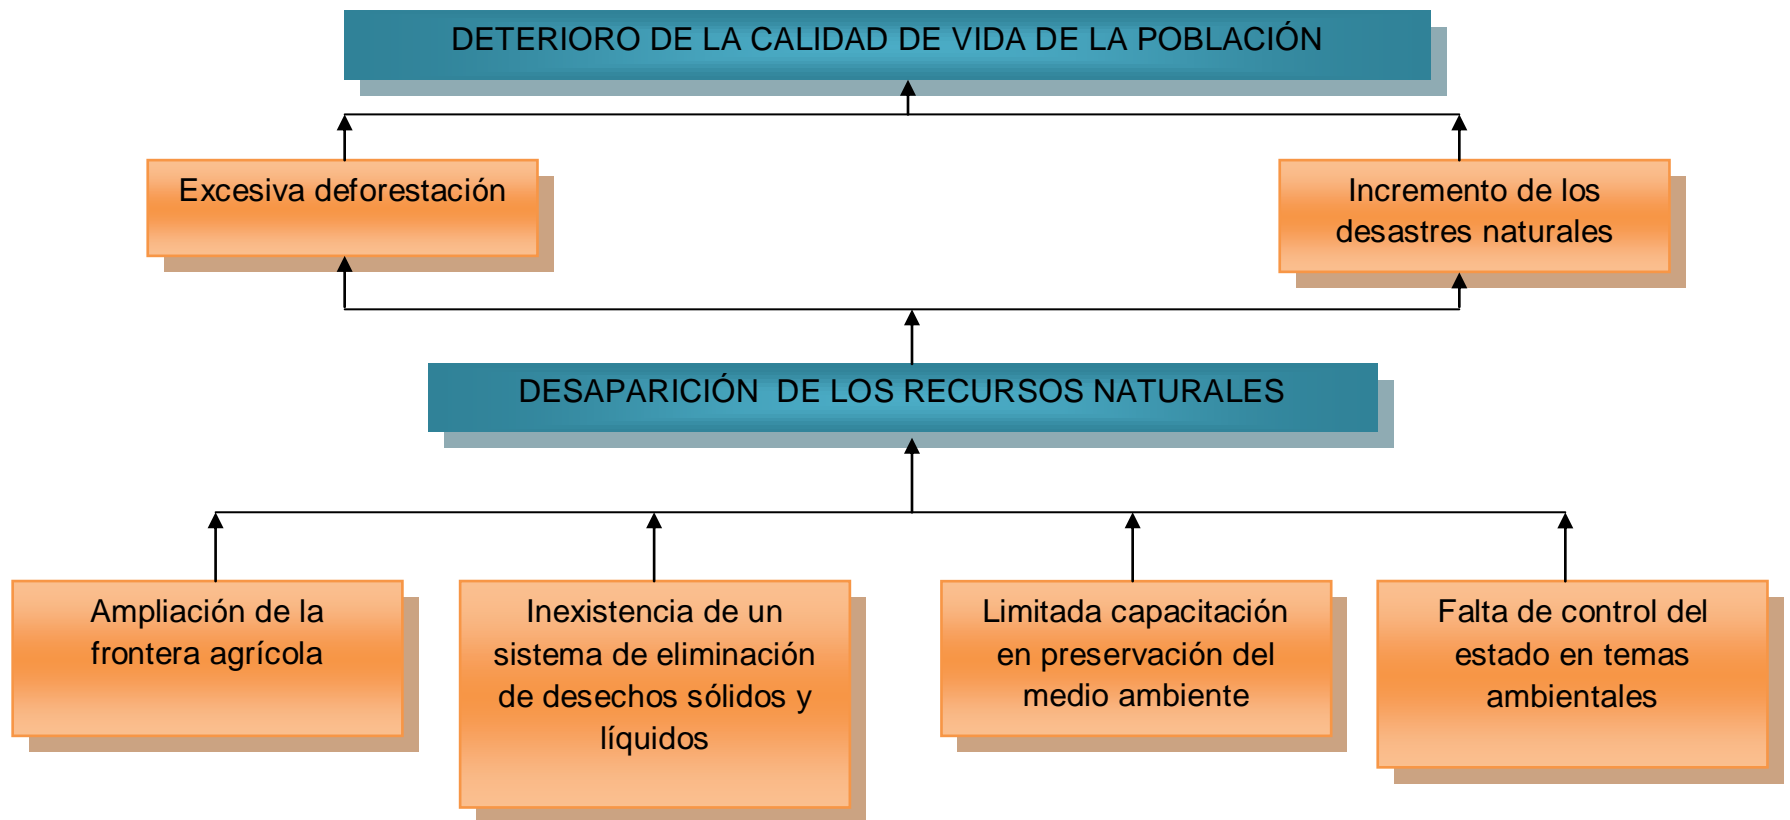 DETERIORO DE LA CALIDAD DE VIDA DE LA POBLACIÓN
Excesiva deforestación
Incremento de los
desastres naturales
DESAPARICIÓN  DE LOS RECURSOS NATURALES
Ampliación de la
frontera agrícola
Inexistencia de un
sistema de eliminación
de desechos sólidos y
líquidos
Limitada capacitación
en preservación del
medio ambiente
Falta de control del
estado en temas
ambientales